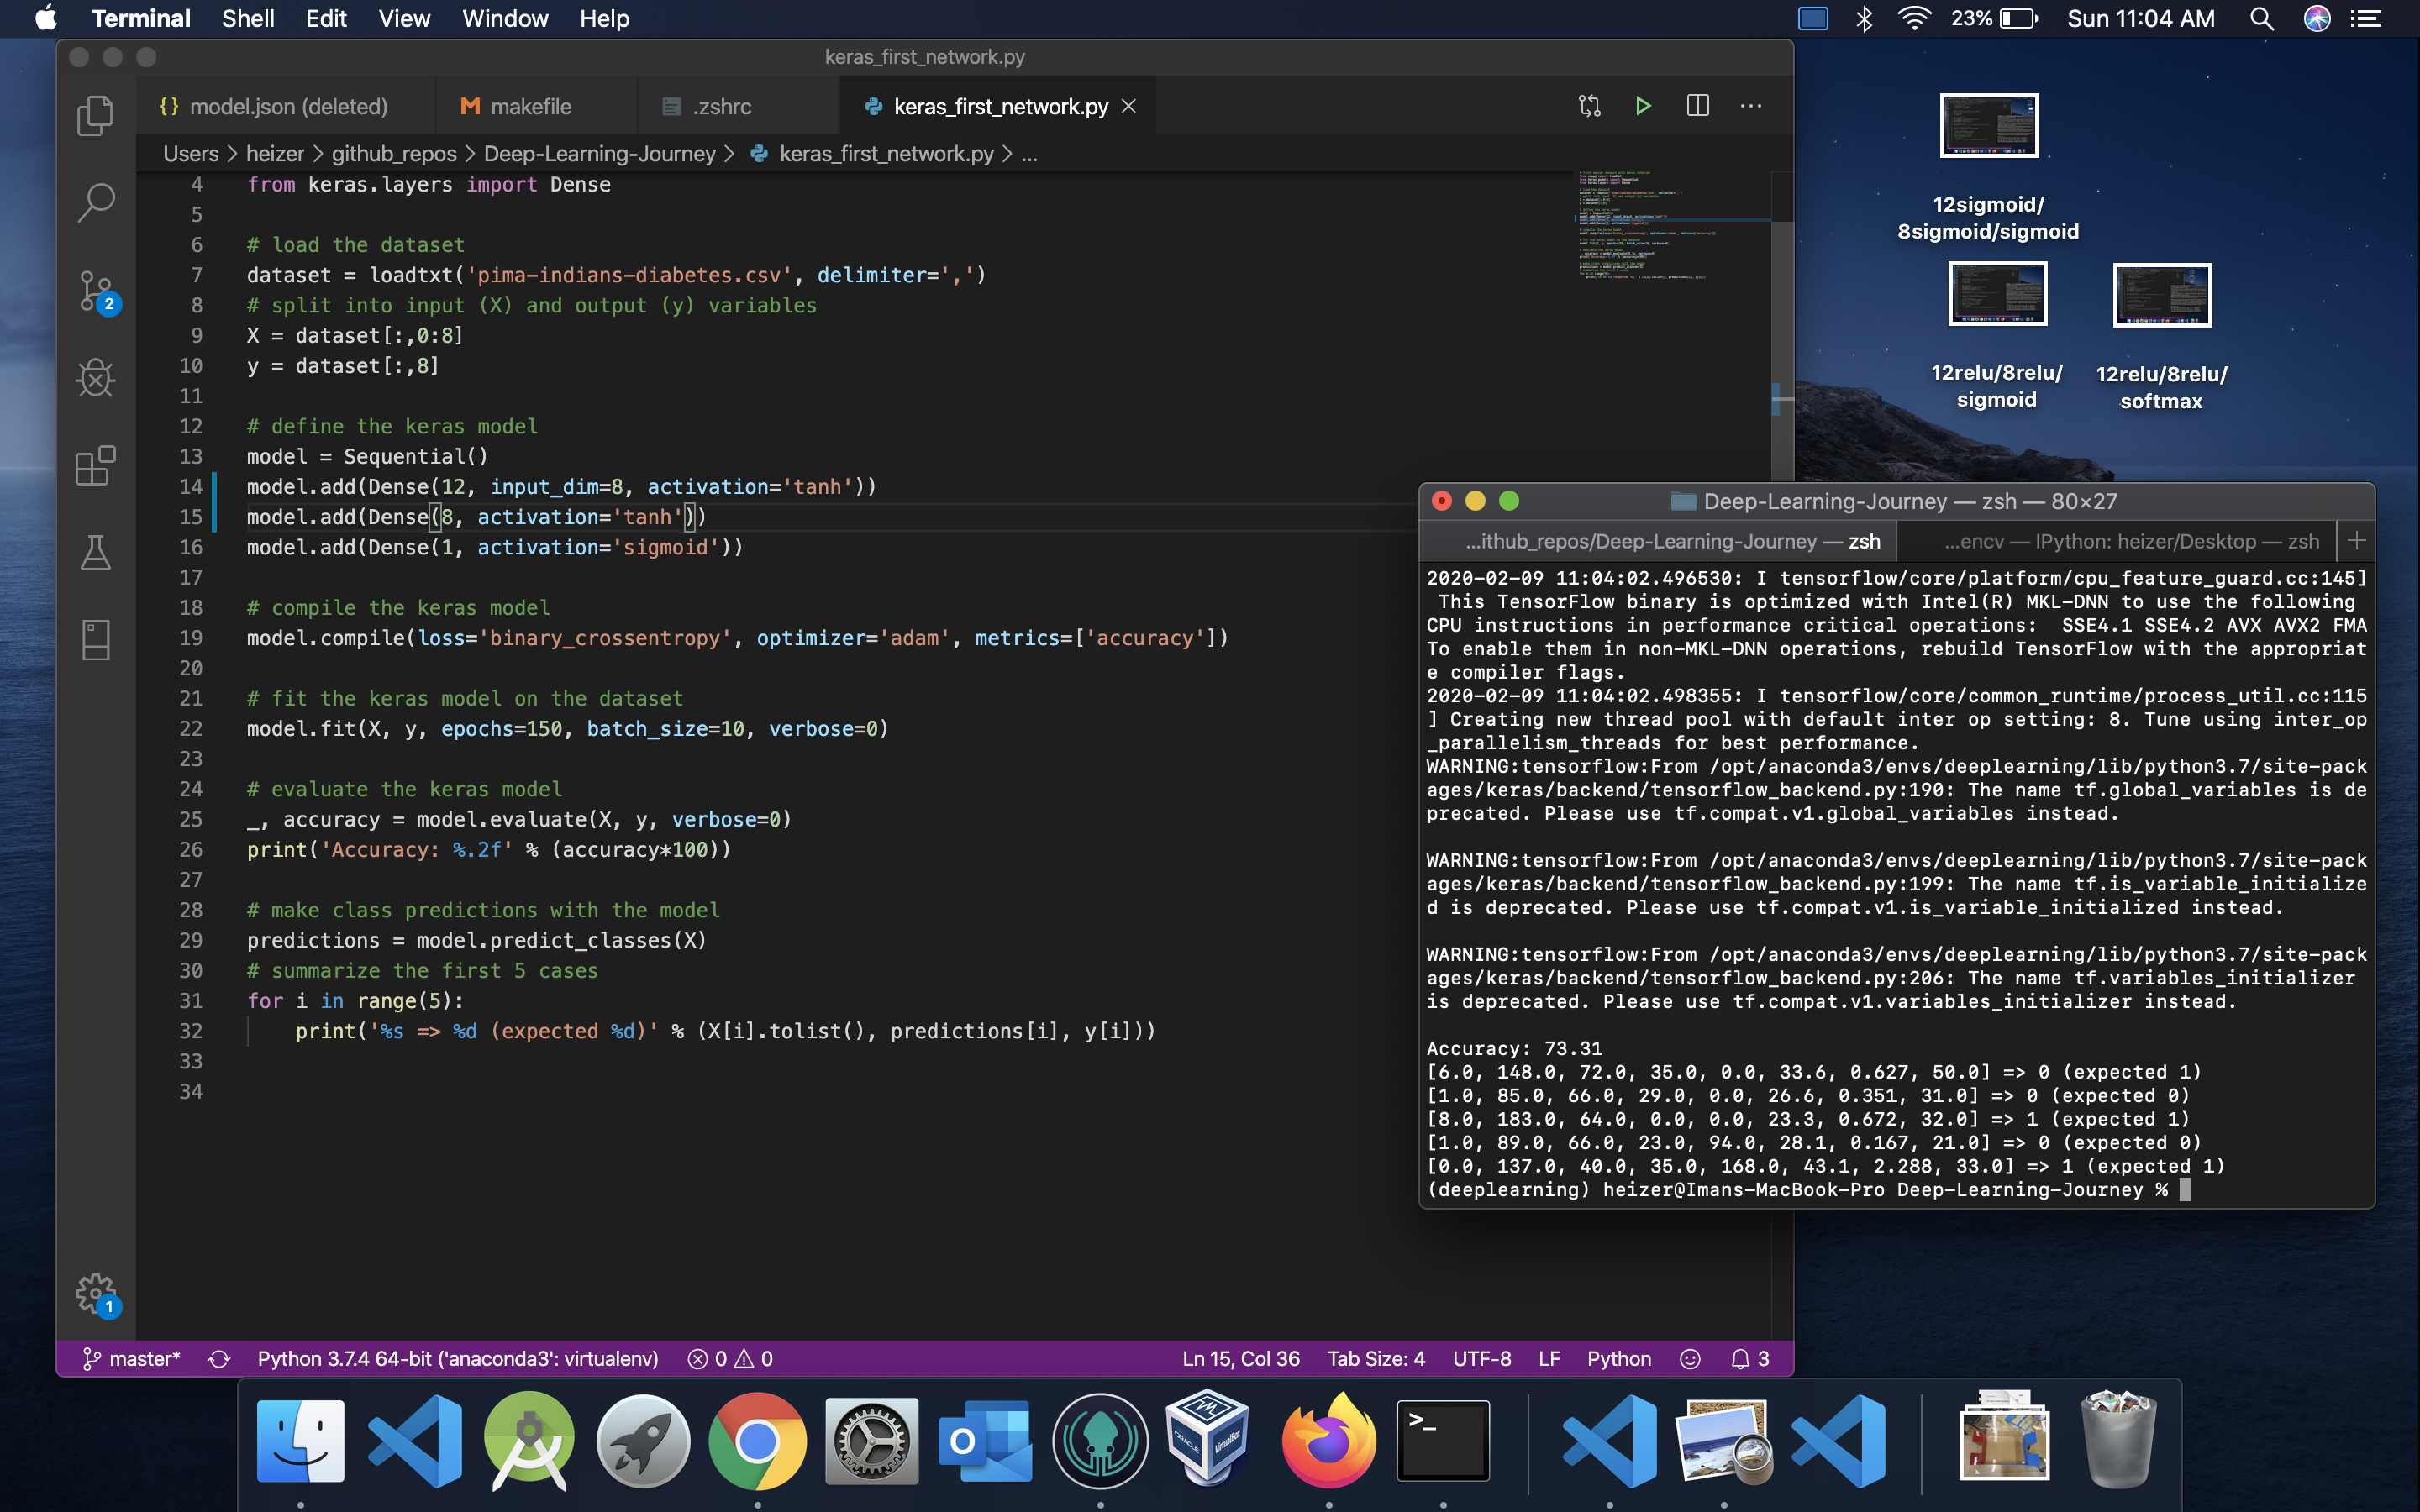 Terminal Shell Edit View Window Help
23% Sun 11:04 AM
keras_first_network.py
{} model.json (deleted)
M makefile
.zshrc
keras_first_network.py
Users > heizer > github_repos > Deep-Learning-Journey > keras_first_network.py > ...
4 from keras.layers import Dense
5
6 # load the dataset
7 dataset = loadtxt('pima-indians-diabetes.csv', delimiter=',')
8 # split into input (X) and output (y) variables
9 X = dataset[:,0:8]
10 y = dataset[:,8]
11
12 # define the keras model
13 model = Sequential()
14 model.add(Dense(12, input_dim=8, activation='tanh'))
15 model.add(Dense(8, activation='tanh'))
16 model.add(Dense(1, activation='sigmoid'))
17
18 # compile the keras model
19 model.compile(loss='binary_crossentropy', optimizer='adam', metrics=['accuracy'])
20
21 # fit the keras model on the dataset
22 model.fit(X, y, epochs=150, batch_size=10, verbose=0)
23
24 # evaluate the keras model
25 _, accuracy = model.evaluate(X, y, verbose=0)
26 print('Accuracy: %.2f' % (accuracy*100))
27
28 # make class predictions with the model
29 predictions = model.predict_classes(X)
30 # summarize the first 5 cases
31 for i in range(5):
32     print('%s => %d (expected %d)' % (X[i].tolist(), predictions[i], y[i]))
33
34
2
1
master* Python 3.7.4 64-bit ('anaconda3': virtualenv) 0 0
Ln 15, Col 36 Tab Size: 4 UTF-8 LF Python 3
12sigmoid/
8sigmoid/sigmoid
12relu/8relu/
sigmoid
12relu/8relu/
softmax
Deep-Learning-Journey — zsh — 80×27
...ithub_repos/Deep-Learning-Journey — zsh
...encv — IPython: heizer/Desktop — zsh +
2020-02-09 11:04:02.496530: I tensorflow/core/platform/cpu_feature_guard.cc:145]
 This TensorFlow binary is optimized with Intel(R) MKL-DNN to use the following
CPU instructions in performance critical operations:  SSE4.1 SSE4.2 AVX AVX2 FMA
To enable them in non-MKL-DNN operations, rebuild TensorFlow with the appropriat
e compiler flags.
2020-02-09 11:04:02.498355: I tensorflow/core/common_runtime/process_util.cc:115
] Creating new thread pool with default inter op setting: 8. Tune using inter_op
_parallelism_threads for best performance.
WARNING:tensorflow:From /opt/anaconda3/envs/deeplearning/lib/python3.7/site-pack
ages/keras/backend/tensorflow_backend.py:190: The name tf.global_variables is de
precated. Please use tf.compat.v1.global_variables instead.
WARNING:tensorflow:From /opt/anaconda3/envs/deeplearning/lib/python3.7/site-pack
ages/keras/backend/tensorflow_backend.py:199: The name tf.is_variable_initialize
d is deprecated. Please use tf.compat.v1.is_variable_initialized instead.
WARNING:tensorflow:From /opt/anaconda3/envs/deeplearning/lib/python3.7/site-pack
ages/keras/backend/tensorflow_backend.py:206: The name tf.variables_initializer
is deprecated. Please use tf.compat.v1.variables_initializer instead.
Accuracy: 73.31
[6.0, 148.0, 72.0, 35.0, 0.0, 33.6, 0.627, 50.0] => 0 (expected 1)
[1.0, 85.0, 66.0, 29.0, 0.0, 26.6, 0.351, 31.0] => 0 (expected 0)
[8.0, 183.0, 64.0, 0.0, 0.0, 23.3, 0.672, 32.0] => 1 (expected 1)
[1.0, 89.0, 66.0, 23.0, 94.0, 28.1, 0.167, 21.0] => 0 (expected 0)
[0.0, 137.0, 40.0, 35.0, 168.0, 43.1, 2.288, 33.0] => 1 (expected 1)
(deeplearning) heizer@Imans-MacBook-Pro Deep-Learning-Journey %
O
ORACLE VirtualBox
>_